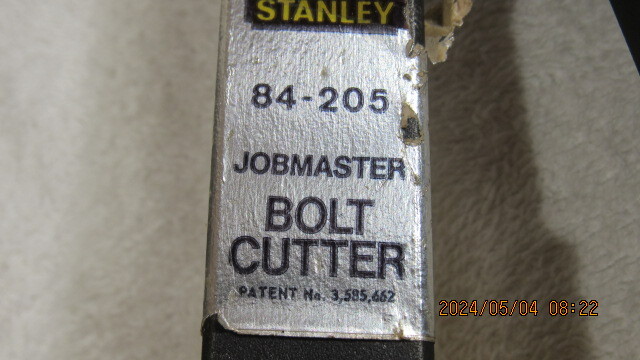 STANLEY
84-205
JOBMASTER
BOLT
CUTTER
PATENT No. 3,585,662
2024/05/04 08:22